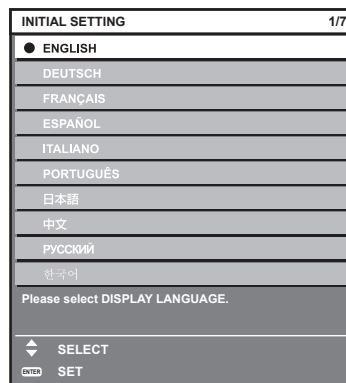 INITIAL SETTING 1/7
ENGLISH
DEUTSCH
FRANÇAIS
ESPAÑOL
ITALIANO
PORTUGUÊS
日本語
中文
РУССКИЙ
한국어
Please select DISPLAY LANGUAGE.
SELECT
ENTER SET